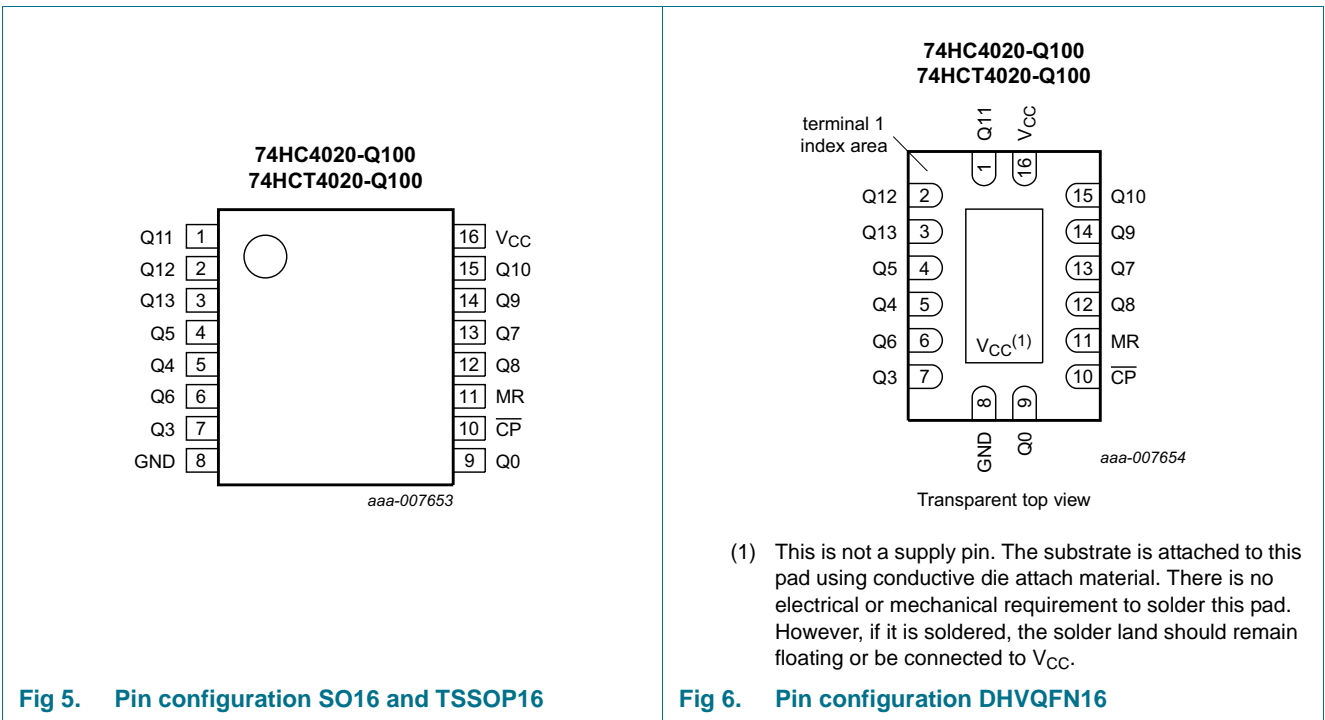 74HC4020-Q100
74HCT4020-Q100
Q11 1
Q12 2
Q13 3
Q5 4
Q4 5
Q6 6
Q3 7
GND 8
16 VCC
15 Q10
14 Q9
13 Q7
12 Q8
11 MR
10 CP
9 Q0
aaa-007653
Fig 5. Pin configuration SO16 and TSSOP16
74HC4020-Q100
74HCT4020-Q100
terminal 1
index area
Q11
VCC
1
16
Q12 2
Q13 3
Q5 4
Q4 5
Q6 6
Q3 7
15 Q10
14 Q9
13 Q7
12 Q8
11 MR
10 CP
VCC(1)
8
9
GND
Q0
aaa-007654
Transparent top view
(1) This is not a supply pin. The substrate is attached to this
pad using conductive die attach material. There is no
electrical or mechanical requirement to solder this pad.
However, if it is soldered, the solder land should remain
floating or be connected to VCC.
Fig 6. Pin configuration DHVQFN16